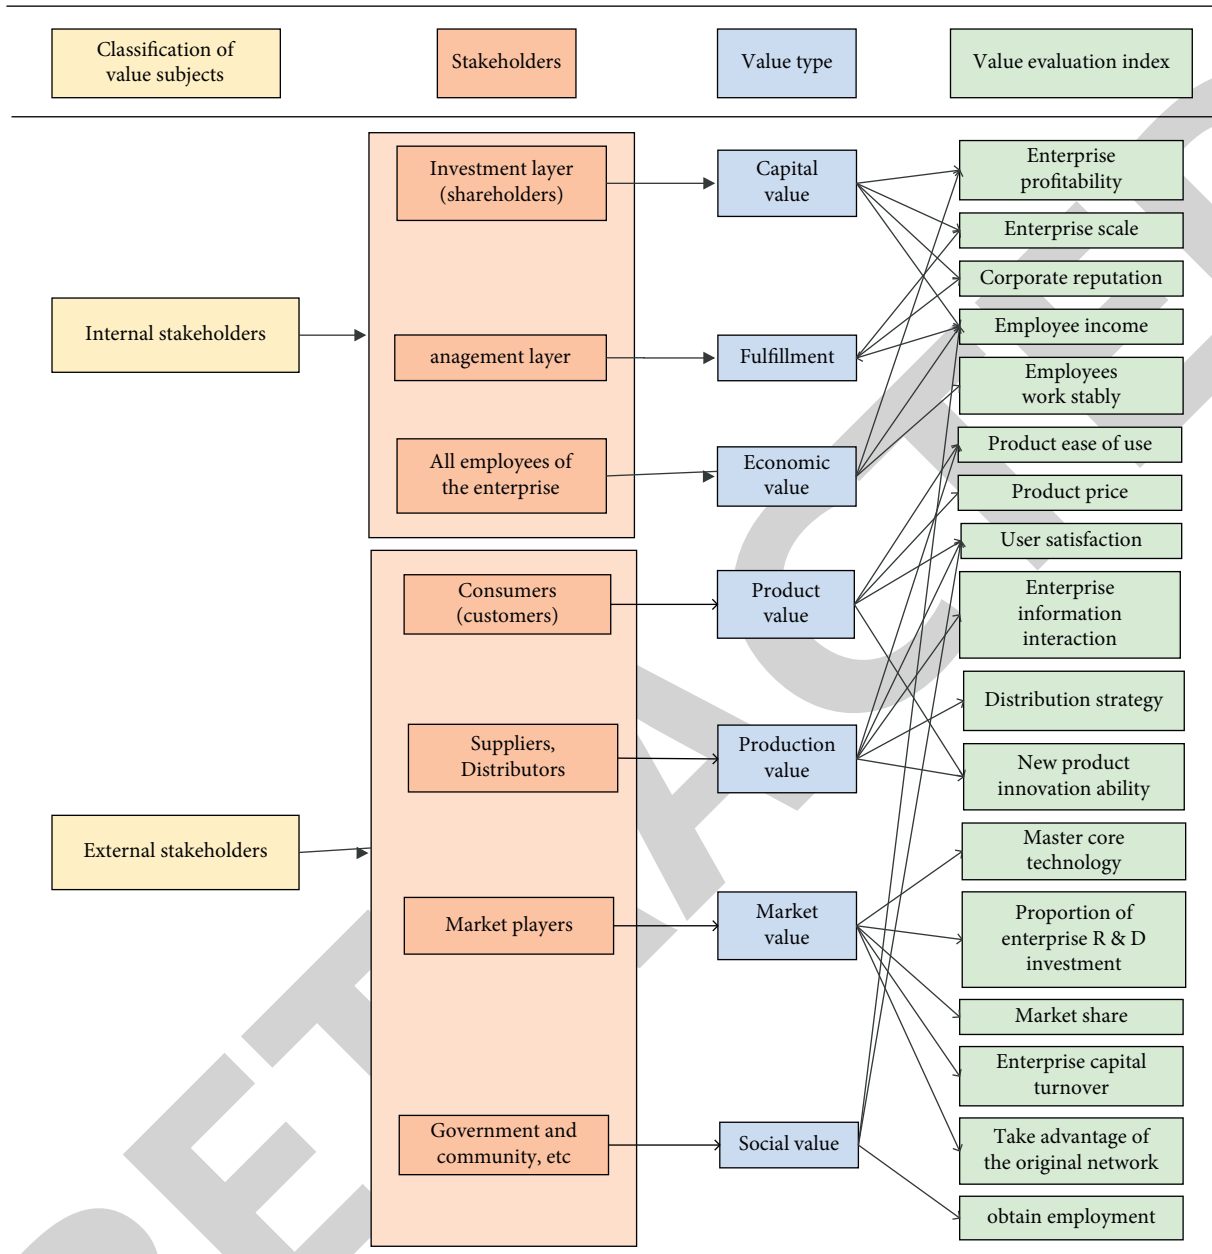 Classification of
value subjects
Stakeholders
Value type
Value evaluation index
Investment layer
(shareholders)
Capital
value
Enterprise
profitability
Enterprise scale
Corporate reputation
Internal stakeholders
Employee income
anagement layer
Fulfillment
Employees
work stably
All employees of
the enterprise
Economic
value
Product ease of use
Product price
User satisfaction
Consumers
(customers)
Product
value
Enterprise
information
interaction
Suppliers,
Distributors
Production
value
Distribution strategy
New product
innovation ability
External stakeholders
Master core
technology
Market players
Market
value
Proportion of
enterprise R & D
investment
Market share
Enterprise capital
turnover
Government and
community, etc
Social value
Take advantage of
the original network
obtain employment